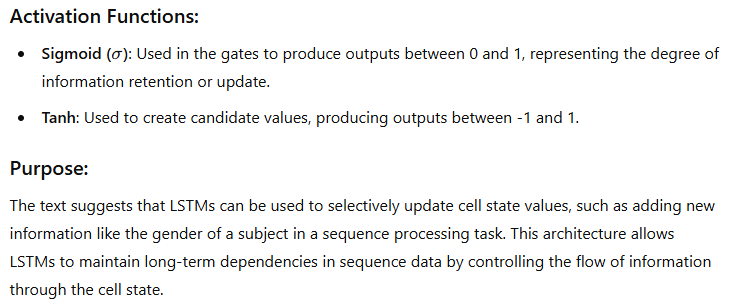 Activation Functions:
• Sigmoid (σ): Used in the gates to produce outputs between 0 and 1, representing the degree of
information retention or update.
• Tanh: Used to create candidate values, producing outputs between -1 and 1.
Purpose:
The text suggests that LSTMs can be used to selectively update cell state values, such as adding new
information like the gender of a subject in a sequence processing task. This architecture allows
LSTMs to maintain long-term dependencies in sequence data by controlling the flow of information
through the cell state.